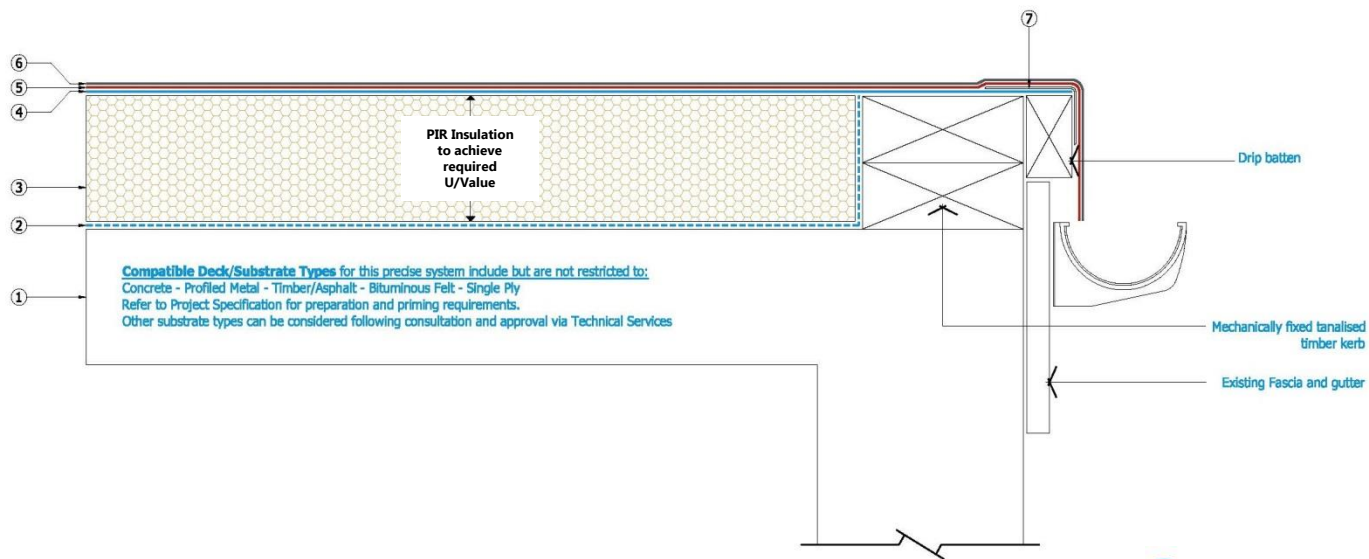 7
6
5
4
PIR Insulation
to achieve
required
U/Value
Drip batten
3
2
Compatible Deck/Substrate Types for this precise system include but are not restricted to:
Concrete - Profiled Metal - Timber/Asphalt - Bituminous Felt - Single Ply
Refer to Project Specification for preparation and priming requirements.
Other substrate types can be considered following consultation and approval via Technical Services
1
Mechanically fixed tanalised
timber kerb
Existing Fascia and gutter